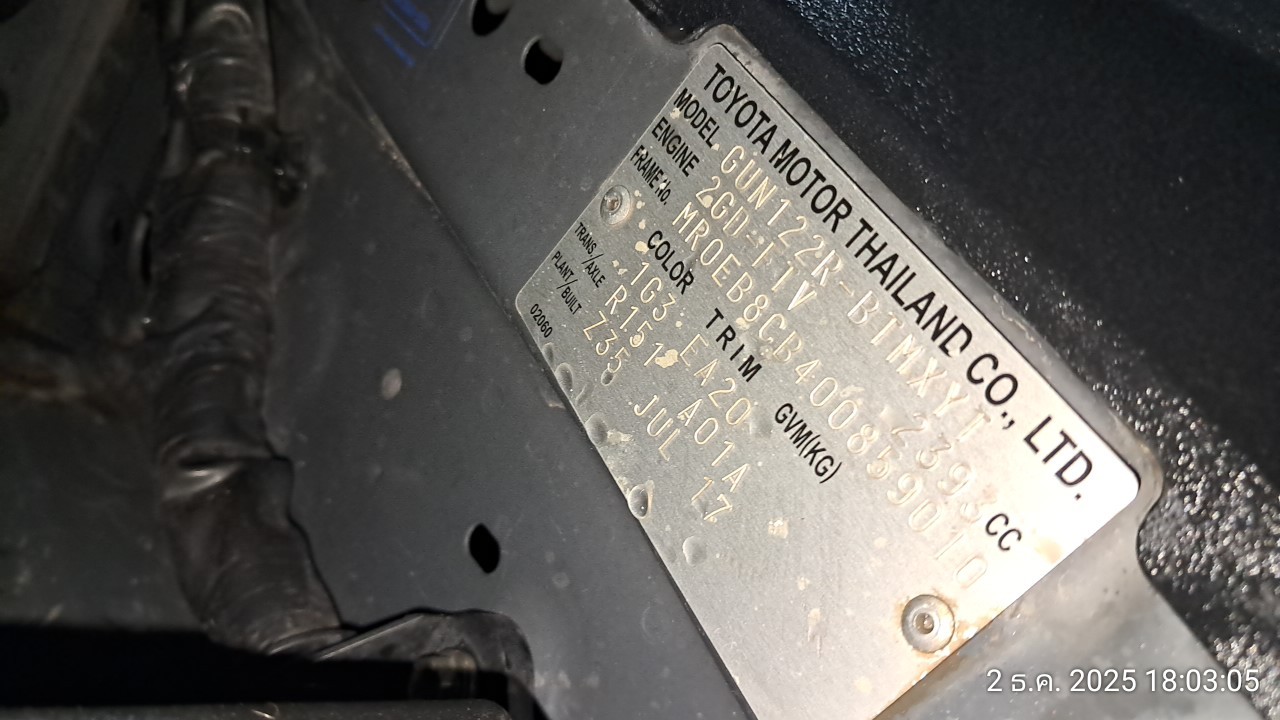 TOYOTA MOTOR THAILAND CO., LTD.
MODEL GUN122R-BTMXYT
ENGINE 2GD-FTV 2393 CC
FRAME No. MR0EB8CB400859010
COLOR TRIM GVM(KG)
1G3 EA20
TRANS/AXLE R151 A01A
PLANT/BUILT Z35 JUL 17
02060
2 ธ.ค. 2025 18:03:05